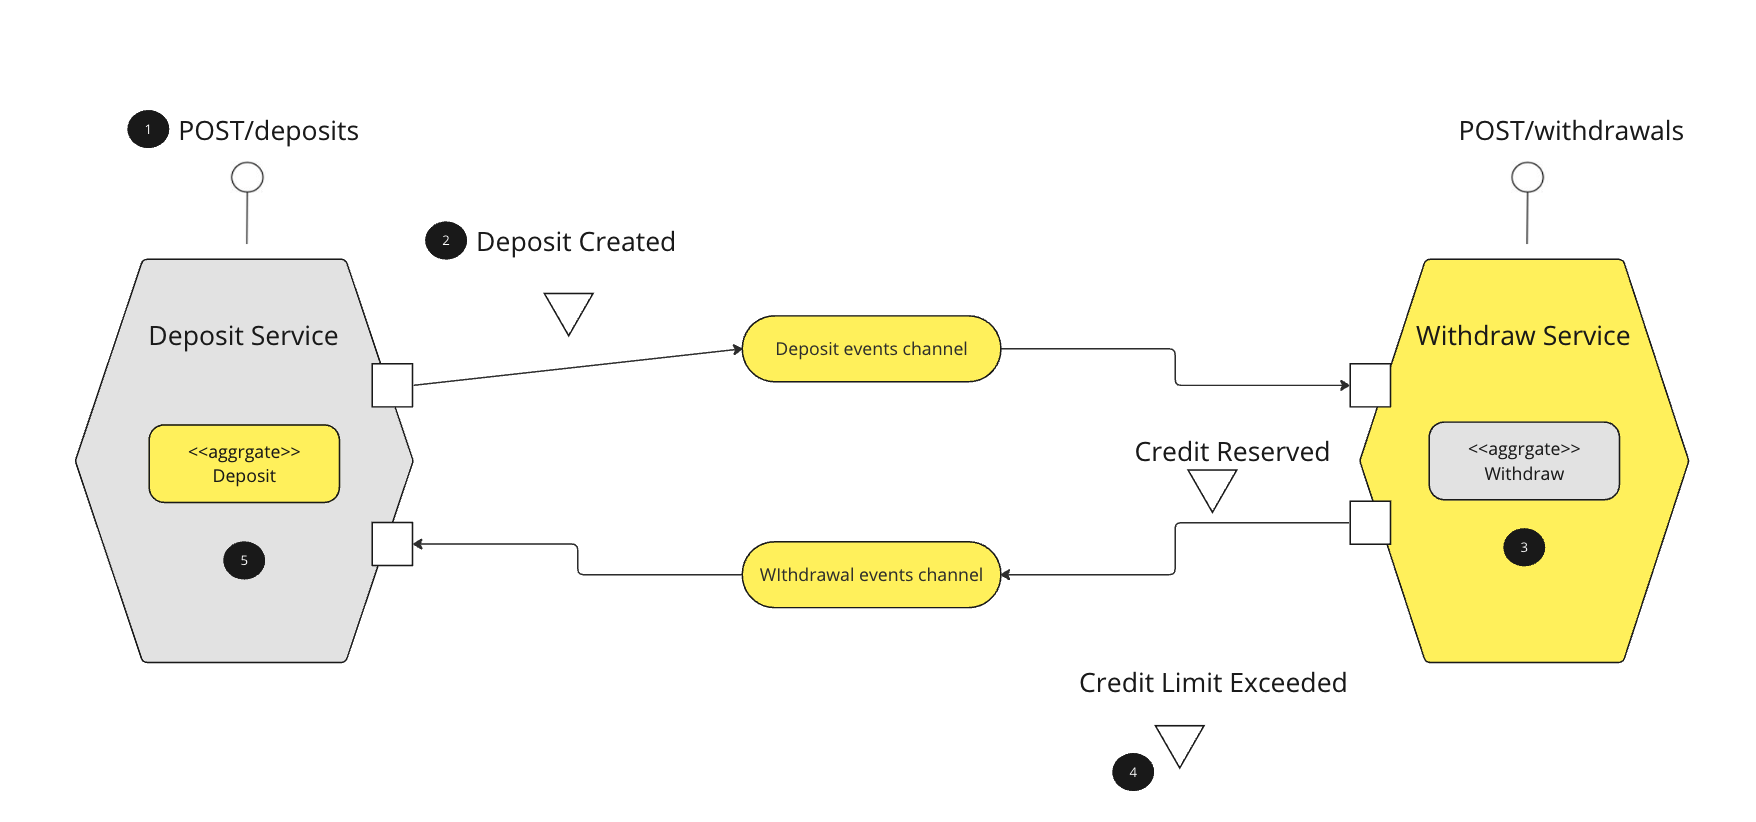 1 POST/deposits
POST/withdrawals
2 Deposit Created
Deposit Service
Deposit events channel
Withdraw Service
<<aggrgate>>
Deposit
Credit Reserved
<<aggrgate>>
Withdraw
5
WIthdrawal events channel
3
Credit Limit Exceeded
4